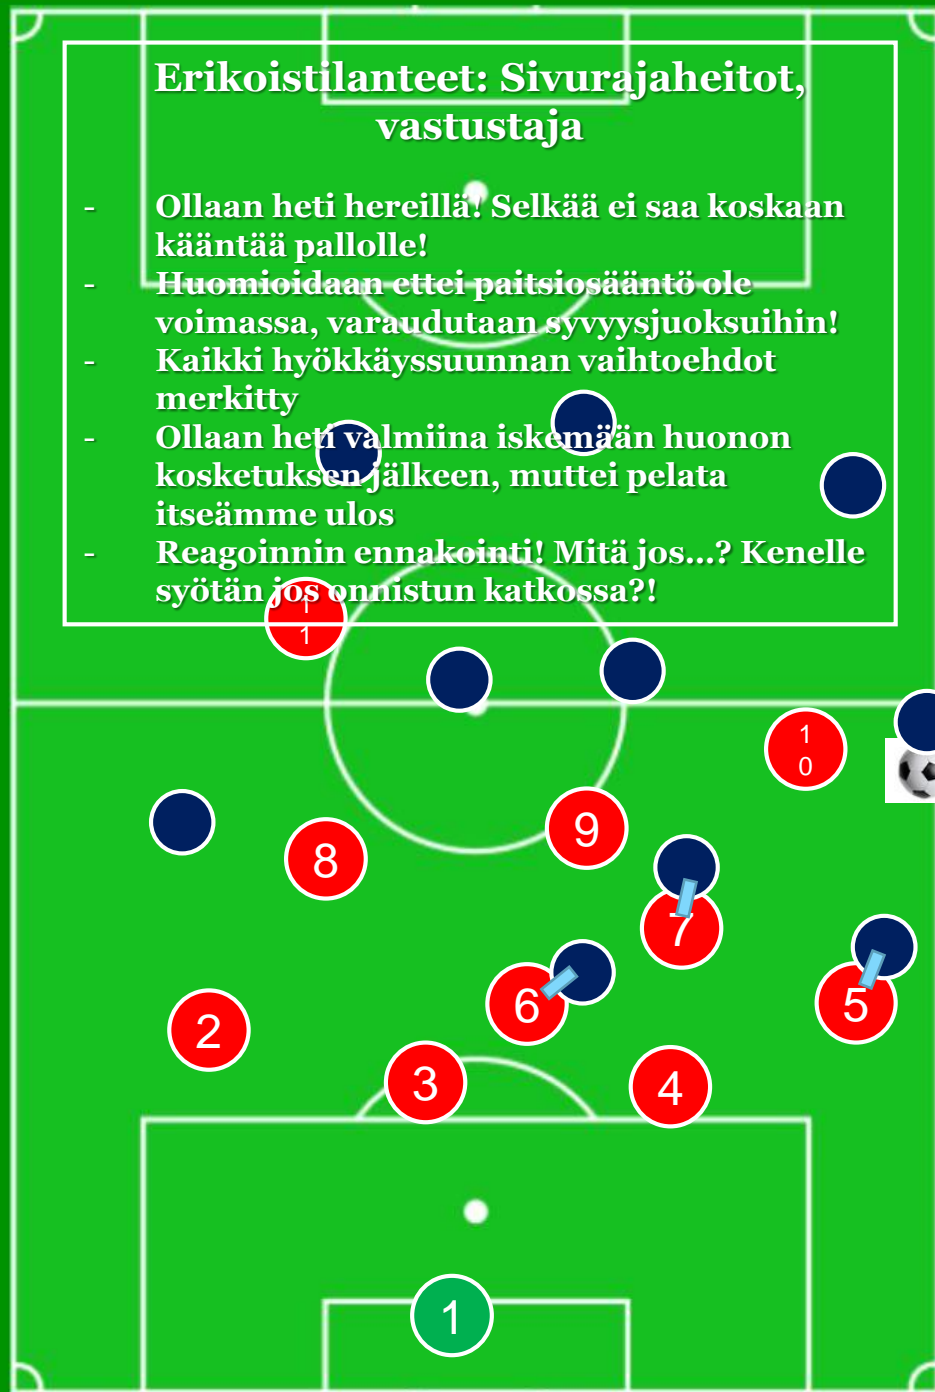 Erikoistilanteet: Sivurajaheitot,
vastustaja
- Ollaan heti hereillä! Selkää ei saa koskaan
kääntää pallolle!
- Huomioidaan ettei paitsiosääntö ole
voimassa, varaudutaan syvyysjuoksuihin!
- Kaikki hyökkäyssuunnan vaihtoehdot
merkitty
- Ollaan heti valmiina iskemään huonon
kosketuksen jälkeen, muttei pelata
itseämme ulos
- Reagoinnin ennakointi! Mitä jos...? Kenelle
syötän jos onnistun katkossa?!
1
1
1
0
9
8
7
6
5
2
3
4
1